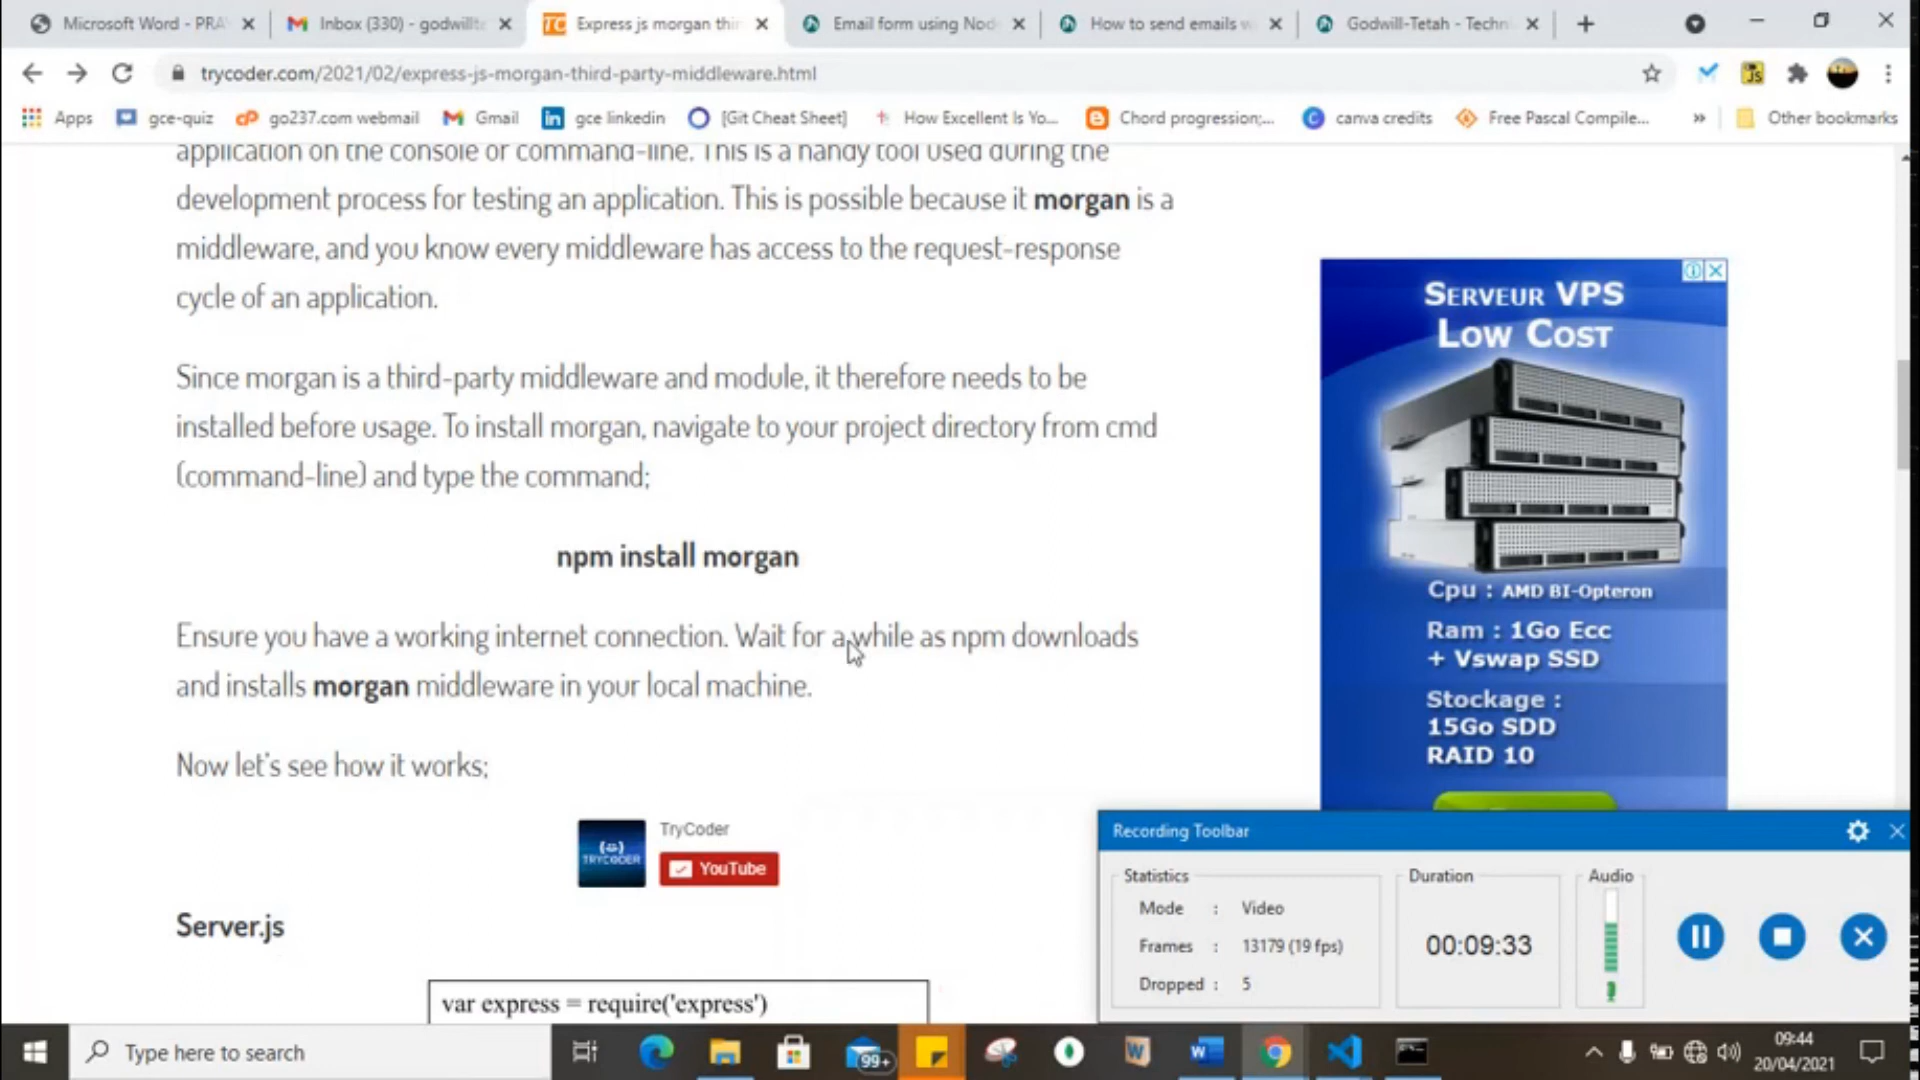 Microsoft Word - PRA
Inbox (330) - godwillte
Express js morgan thir
Email form using Nod
How to send emails w
Godwill-Tetah - Techni
trycoder.com/2021/02/express-js-morgan-third-party-middleware.html
Apps
gce-quiz
go237.com webmail
Gmail
gce linkedin
[Git Cheat Sheet]
How Excellent Is Yo...
Chord progression;...
canva credits
Free Pascal Compile...
»
Other bookmarks
application on the console or command-line. This is a handy tool used during the
development process for testing an application. This is possible because it morgan is a
middleware, and you know every middleware has access to the request-response
cycle of an application.
Since morgan is a third-party middleware and module, it therefore needs to be
installed before usage. To install morgan, navigate to your project directory from cmd
(command-line) and type the command;
npm install morgan
Ensure you have a working internet connection. Wait for a while as npm downloads
and installs morgan middleware in your local machine.
Now let's see how it works;
TryCoder
TRYCODER
YouTube
Server.js
var express = require('express')
SERVEUR VPS
LOW COST
Cpu : AMD BI-Opteron
Ram : 1Go Ecc
+ Vswap SSD
Stockage :
15Go SDD
RAID 10
Recording Toolbar
Statistics
Mode : Video
Frames : 13179 (19 fps)
Dropped : 5
Duration
00:09:33
Audio
Type here to search
99+
09:44
20/04/2021